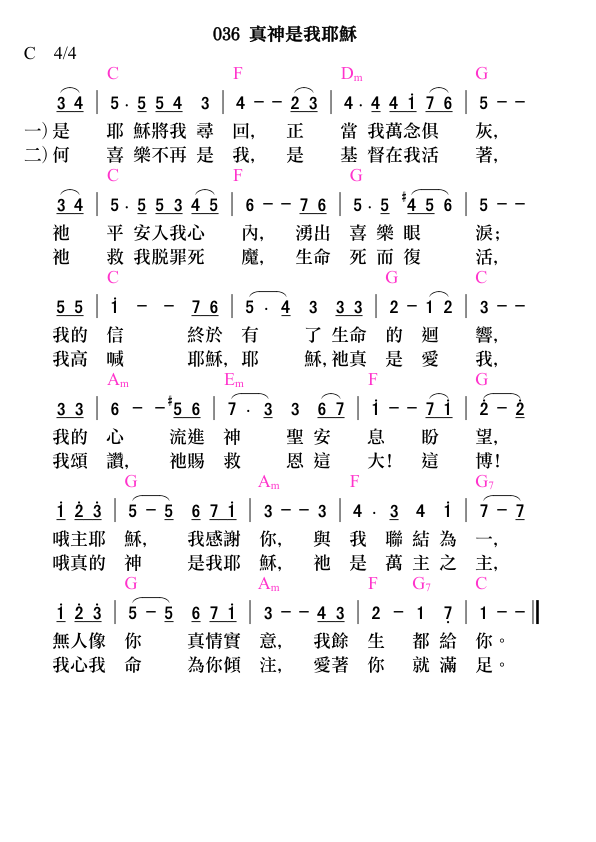 036 真神是我耶穌
C 4/4
C F Dm G
3 4 | 5 . 5 5 4 3 | 4 - - 2 3 | 4 . 4 4 i 7 6 | 5 - -
一)是 耶 穌將我 尋 回, 正 當 我萬念俱 灰,
二)何 喜 樂不再 是 我, 是 基 督在我活 著,
C F G
3 4 | 5 . 5 5 3 4 5 | 6 - - 7 6 | 5 . 5 #4 5 6 | 5 - -
祂 平 安入我心 內, 湧出 喜 樂 眼 淚;
祂 救 我脫罪死 魔, 生命 死 而 復 活,
C G C
5 5 | i - - 7 6 | 5 . 4 3 3 3 | 2 - 1 2 | 3 - -
我的 信 終於 有 了 生命 的 迴 響,
我高 喊 耶穌, 耶 穌,祂真 是 愛 我,
Am Em F G
3 3 | 6 - - #5 6 | 7 . 3 3 6 7 | i - - 7 i | 2 - 2
我的 心 流進 神 聖 安 息 盼 望,
我頌 讚, 祂賜 救 恩 這 大! 這 博!
G Am F G7
i 2 3 | 5 - 5 6 7 i | 3 - - 3 | 4 . 3 4 i | 7 - 7
哦主耶 穌, 我感謝 你, 與 我 聯 結 為 一,
哦真的 神 是我耶 穌, 祂 是 萬 主 之 主,
G Am F G7 C
i 2 3 | 5 - 5 6 7 i | 3 - - 4 3 | 2 - 1 7 | 1 - -
無人像 你 真情實 意, 我餘 生 都 給 你。
我心我 命 為你傾 注, 愛著 你 就 滿 足。